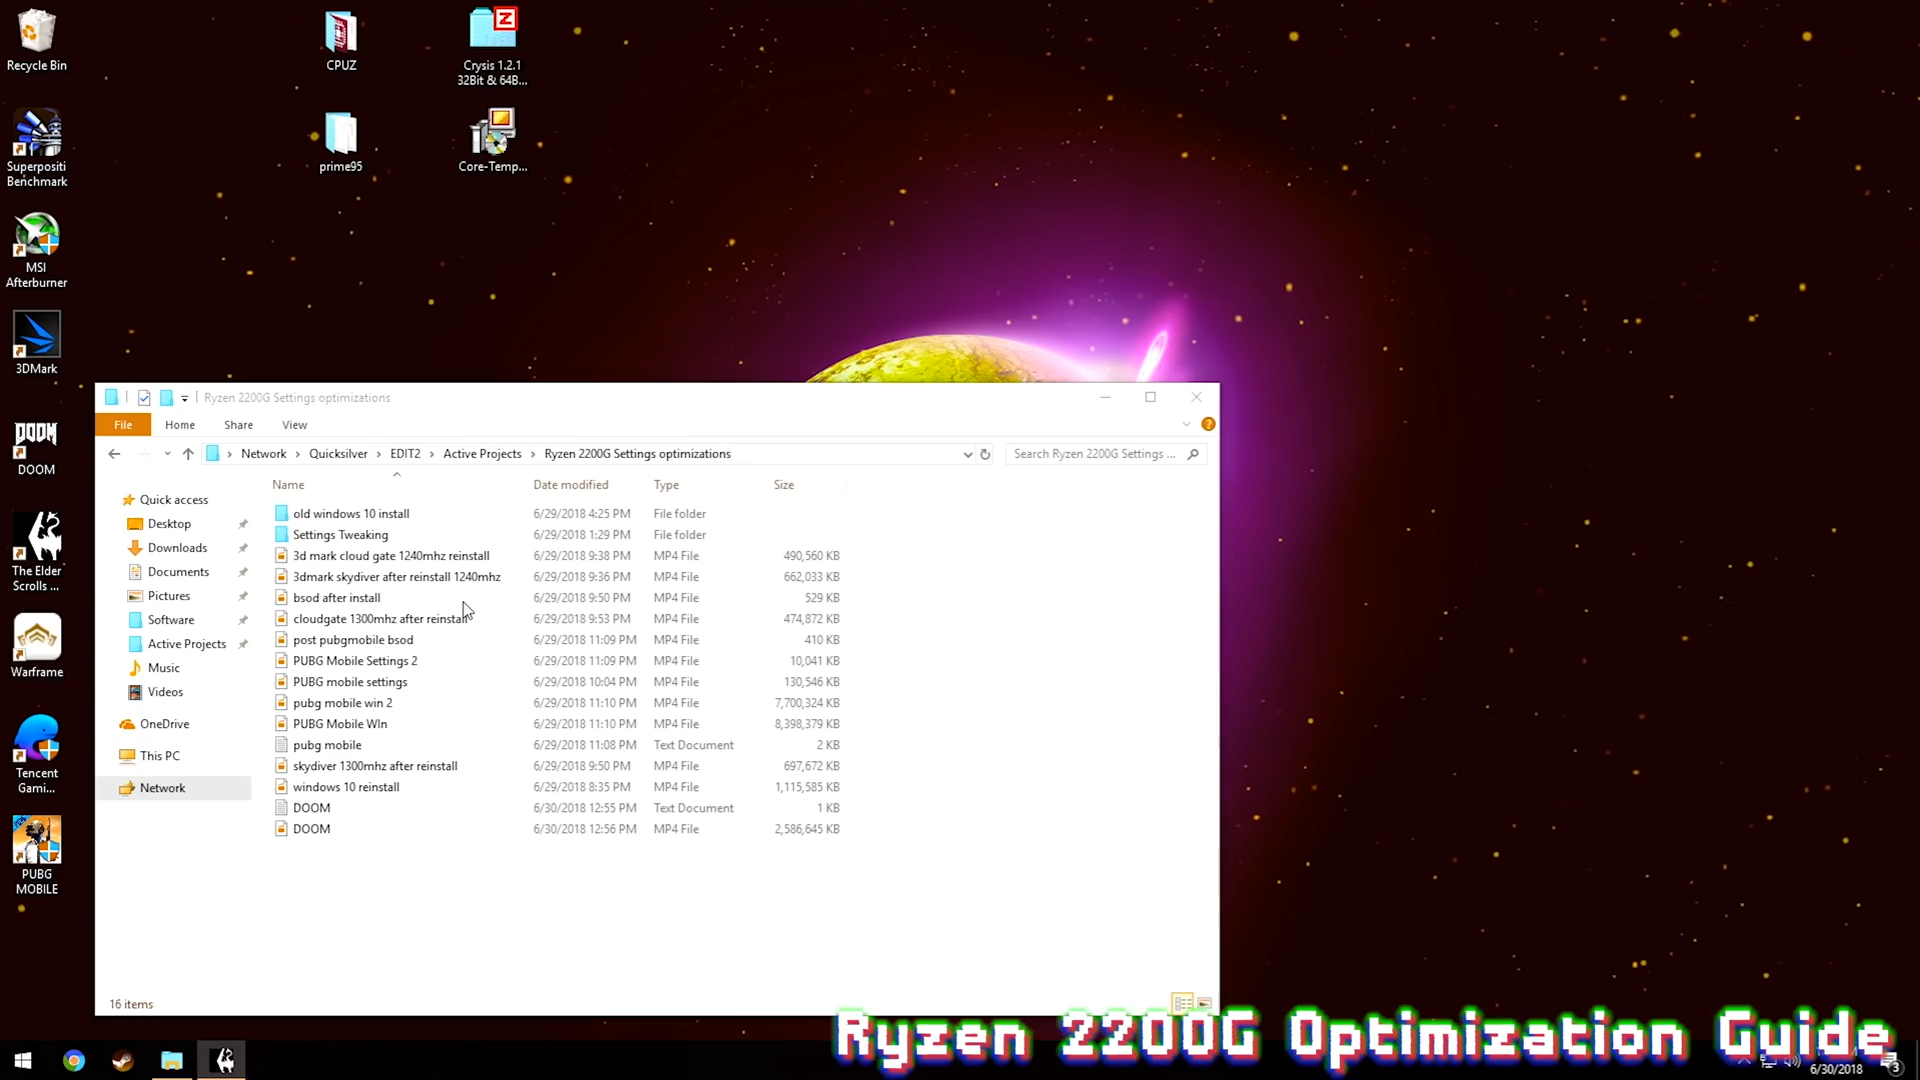 Recycle Bin
CPUZ
Crysis 1.2.1
32Bit & 64B...
Superpositi
Benchmark
prime95
Core-Temp...
MSI
Afterburner
3DMark
DOOM
DOOM
The Elder
Scrolls ...
Warframe
Tencent
Gami...
PUBG
MOBILE
Ryzen 2200G Settings optimizations
File Home Share View
Network Quicksilver EDIT2 Active Projects Ryzen 2200G Settings optimizations
Search Ryzen 2200G Settings ...
Quick access
Desktop
Downloads
Documents
Pictures
Software
Active Projects
Music
Videos
OneDrive
This PC
Network
Name Date modified Type Size
old windows 10 install 6/29/2018 4:25 PM File folder
Settings Tweaking 6/29/2018 1:29 PM File folder
3d mark cloud gate 1240mhz reinstall 6/29/2018 9:38 PM MP4 File 490,560 KB
3dmark skydiver after reinstall 1240mhz 6/29/2018 9:36 PM MP4 File 662,033 KB
bsod after install 6/29/2018 9:50 PM MP4 File 529 KB
cloudgate 1300mhz after reinstall 6/29/2018 9:53 PM MP4 File 474,872 KB
post pubgmobile bsod 6/29/2018 11:09 PM MP4 File 410 KB
PUBG Mobile Settings 2 6/29/2018 11:09 PM MP4 File 10,041 KB
PUBG mobile settings 6/29/2018 10:04 PM MP4 File 130,546 KB
pubg mobile win 2 6/29/2018 11:10 PM MP4 File 7,700,324 KB
PUBG Mobile WIn 6/29/2018 11:10 PM MP4 File 8,398,379 KB
pubg mobile 6/29/2018 11:08 PM Text Document 2 KB
skydiver 1300mhz after reinstall 6/29/2018 9:50 PM MP4 File 697,672 KB
windows 10 reinstall 6/29/2018 8:35 PM MP4 File 1,115,585 KB
DOOM 6/30/2018 12:55 PM Text Document 1 KB
DOOM 6/30/2018 12:56 PM MP4 File 2,586,645 KB
16 items
Ryzen 2200G Optimization Guide
6/30/2018
3